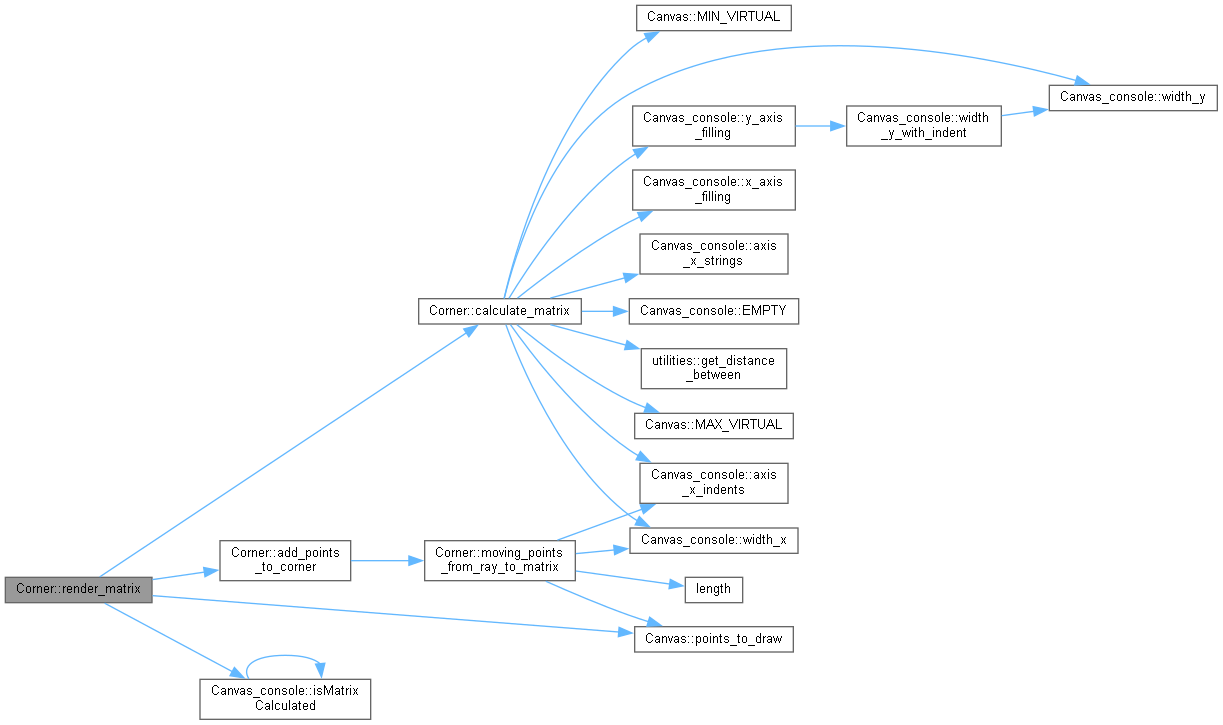 Canvas::MIN_VIRTUAL
Canvas_console::width_y
Canvas_console::y_axis
_filling
Canvas_console::width
_y_with_indent
Canvas_console::x_axis
_filling
Canvas_console::axis
_x_strings
Corner::calculate_matrix
Canvas_console::EMPTY
utilities::get_distance
_between
Canvas::MAX_VIRTUAL
Canvas_console::axis
_x_indents
Canvas_console::width_x
Corner::add_points
_to_corner
Corner::moving_points
_from_ray_to_matrix
Corner::render_matrix
length
Canvas::points_to_draw
Canvas_console::isMatrix
Calculated